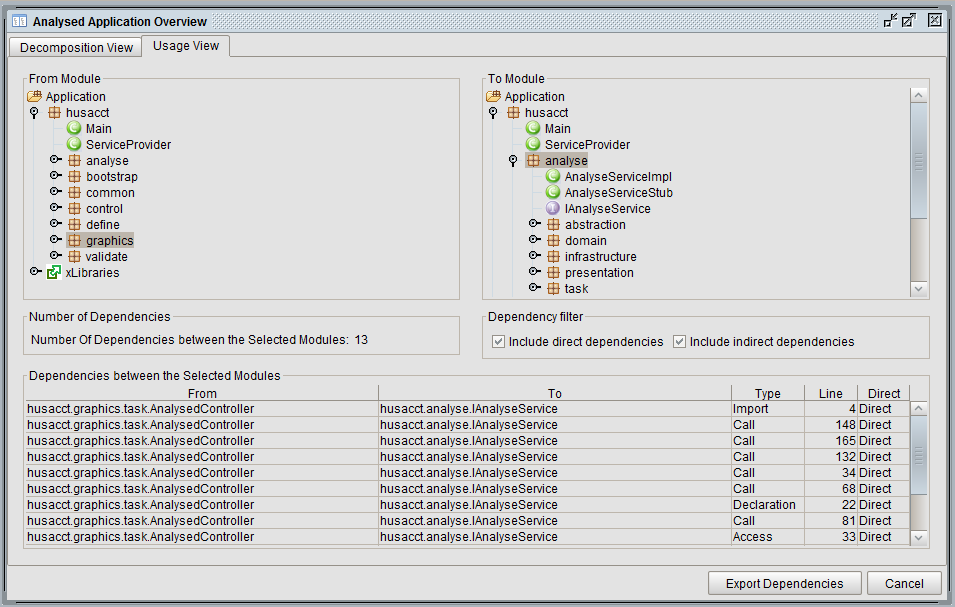 Analysed Application Overview
Decomposition View Usage View
From Module
Application
husacct
Main
ServiceProvider
analyse
bootstrap
common
control
define
graphics
validate
xLibraries
To Module
Application
husacct
Main
ServiceProvider
analyse
AnalyseServiceImpl
AnalyseServiceStub
IAnalyseService
abstraction
domain
infrastructure
presentation
task
Number of Dependencies
Number Of Dependencies between the Selected Modules: 13
Dependency filter
Include direct dependencies Include indirect dependencies
Dependencies between the Selected Modules
From To Type Line Direct
husacct.graphics.task.AnalysedController husacct.analyse.IAnalyseService Import 4 Direct
husacct.graphics.task.AnalysedController husacct.analyse.IAnalyseService Call 148 Direct
husacct.graphics.task.AnalysedController husacct.analyse.IAnalyseService Call 165 Direct
husacct.graphics.task.AnalysedController husacct.analyse.IAnalyseService Call 132 Direct
husacct.graphics.task.AnalysedController husacct.analyse.IAnalyseService Call 34 Direct
husacct.graphics.task.AnalysedController husacct.analyse.IAnalyseService Call 68 Direct
husacct.graphics.task.AnalysedController husacct.analyse.IAnalyseService Declaration 22 Direct
husacct.graphics.task.AnalysedController husacct.analyse.IAnalyseService Call 81 Direct
husacct.graphics.task.AnalysedController husacct.analyse.IAnalyseService Access 33 Direct
Export Dependencies Cancel